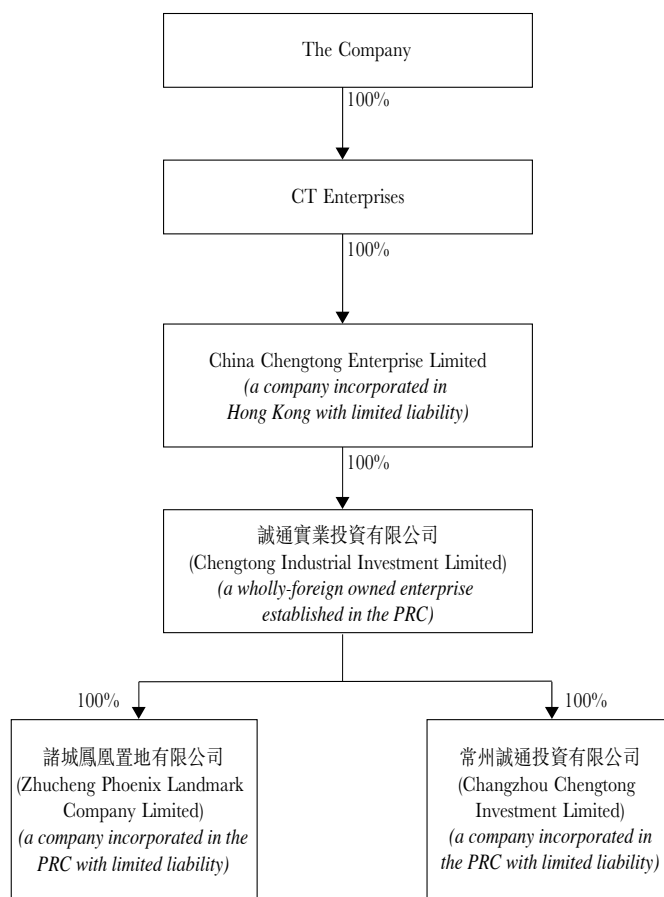 The Company
100%
CT Enterprises
100%
China Chengtong Enterprise Limited
(a company incorporated in
Hong Kong with limited liability)
100%
誠通實業投資有限公司
(Chengtong Industrial Investment Limited)
(a wholly-foreign owned enterprise
established in the PRC)
100%
100%
諸城鳳凰置地有限公司
(Zhucheng Phoenix Landmark
Company Limited)
(a company incorporated in the
PRC with limited liability)
常州誠通投資有限公司
(Changzhou Chengtong
Investment Limited)
(a company incorporated in
the PRC with limited liability)